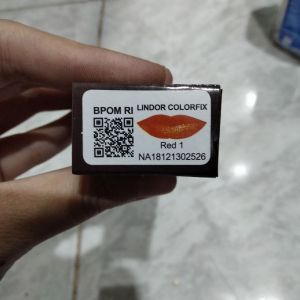 BPOM RI
LINDOR COLORFIX
Red 1
NA18121302526